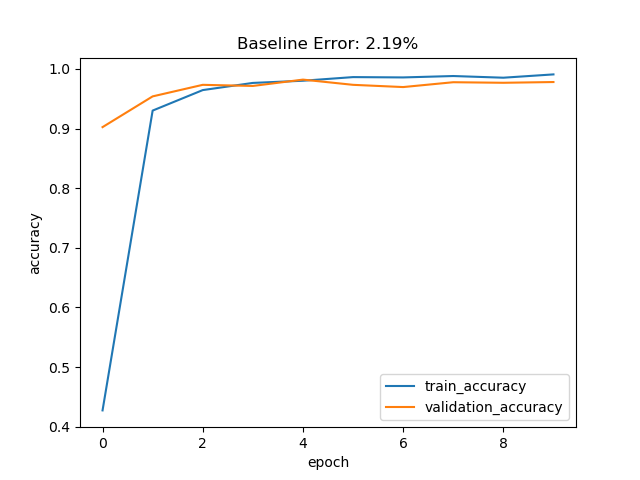 Baseline Error: 2.19%
1.0
0.9
0.8
0.7
0.6
0.5
0.4
accuracy
train_accuracy
validation_accuracy
0 2 4 6 8
epoch